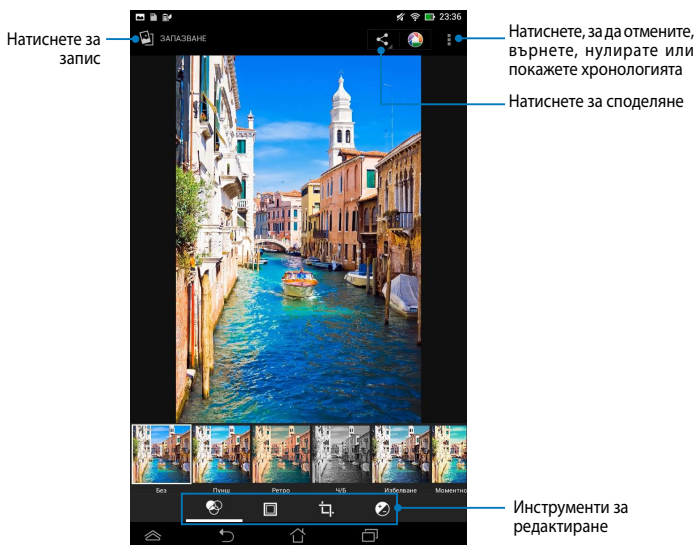 23:36
ЗАПАЗВАНЕ
Натиснете за
запис
Натиснете, за да отмените,
върнете, нулирате или
покажете хронологията
Натиснете за споделяне
Без
Пунш
Ретро
Ч/Б
Избелване
Моментно
Инструменти за
редактиране